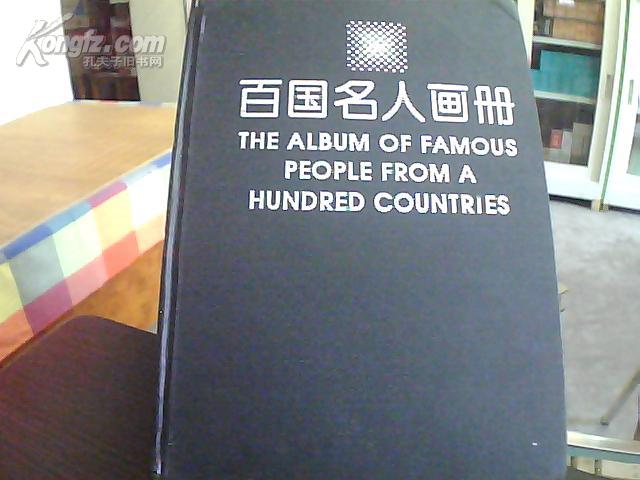 Kongfz.com
孔夫子旧书网
百国名人画册
THE ALBUM OF FAMOUS
PEOPLE FROM A
HUNDRED COUNTRIES